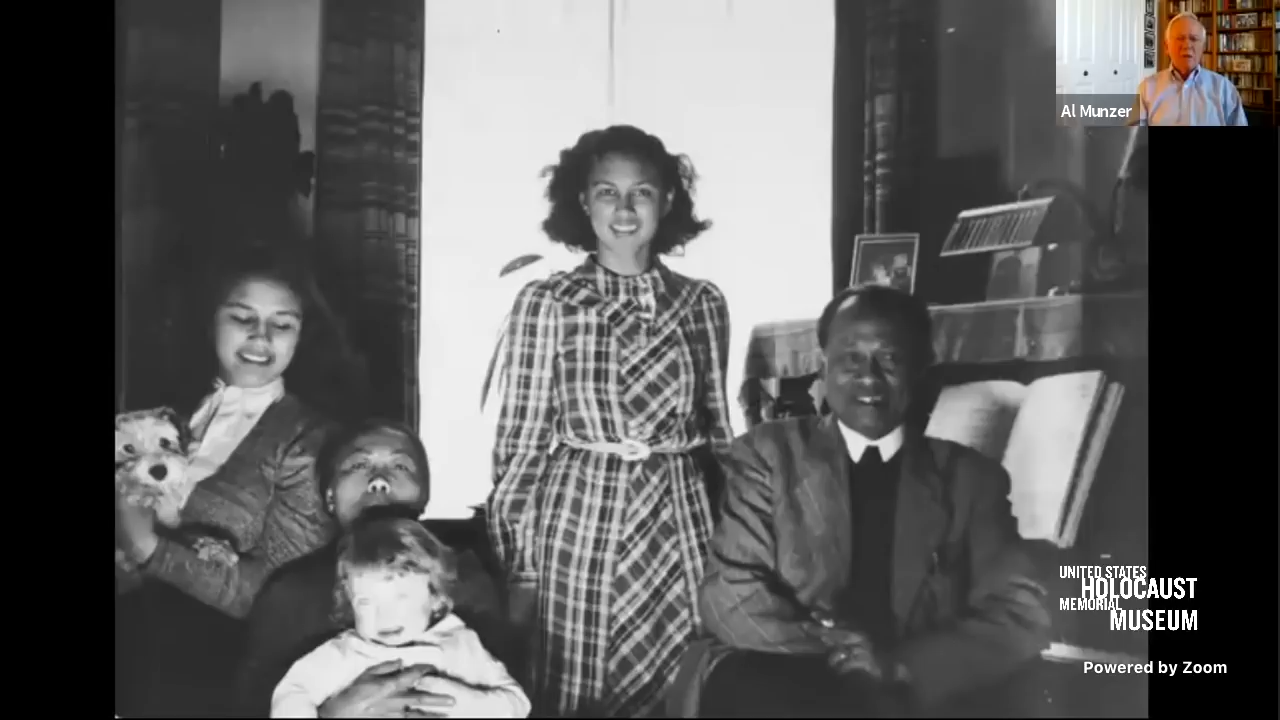 Al Munzer
UNITED STATES
HOLOCAUST
MEMORIAL
MUSEUM
Powered by Zoom